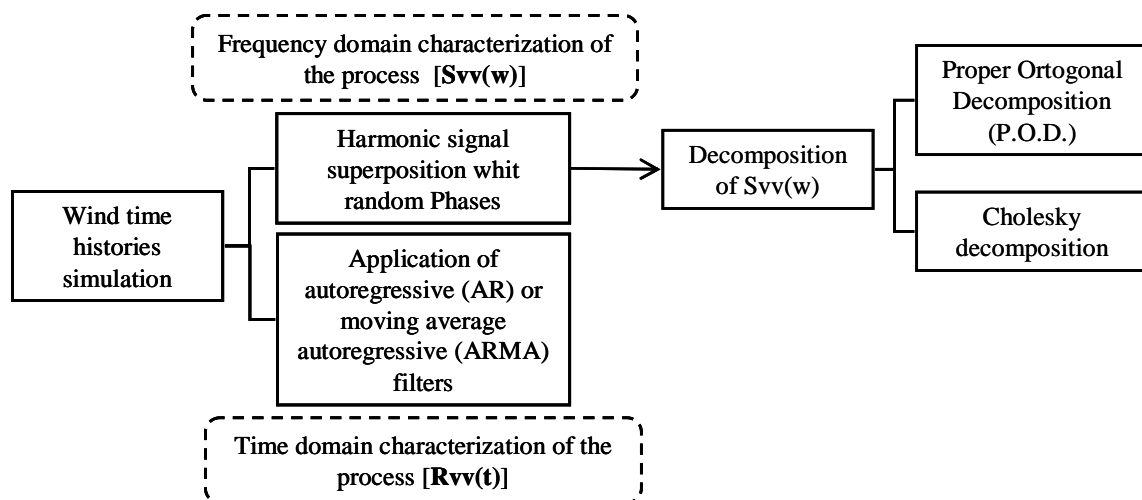 Frequency domain characterization of
the process [Svv(w)]
Harmonic signal
superposition whit
random Phases
Wind time
histories
simulation
Application of
autoregressive (AR) or
moving average
autoregressive (ARMA)
filters
Time domain characterization of the
process [Rvv(t)]
Decomposition
of Svv(w)
Proper Ortogonal
Decomposition
(P.O.D.)
Cholesky
decomposition